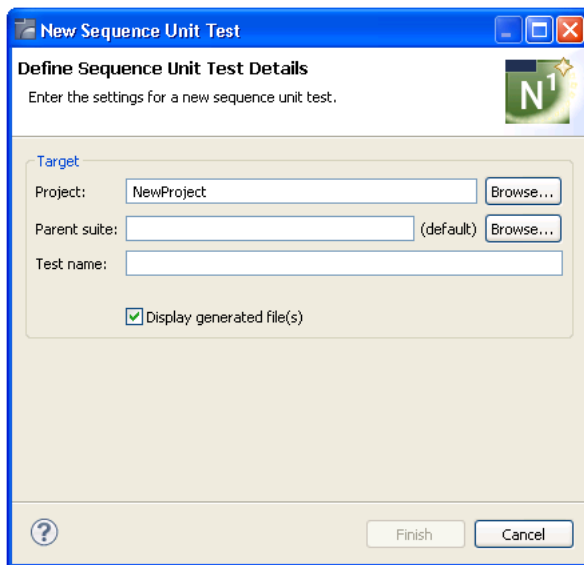 New Sequence Unit Test
Define Sequence Unit Test Details
Enter the settings for a new sequence unit test.
N1
Target
Project: NewProject Browse...
Parent suite: (default) Browse...
Test name:
Display generated file(s)
?
Finish Cancel